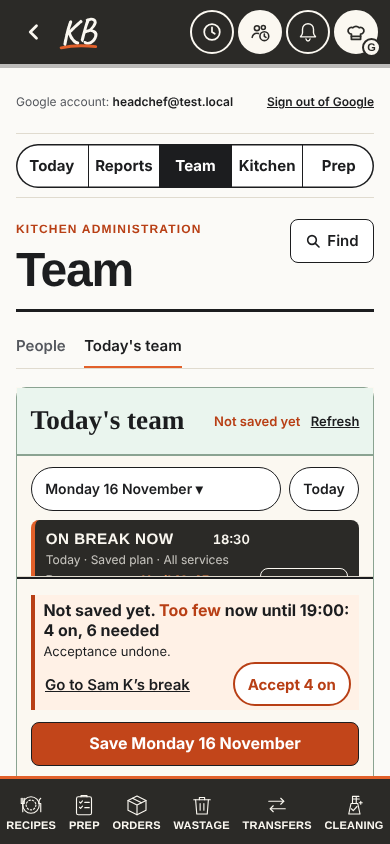 KB
G
Google account: headchef@test.local Sign out of Google
Today Reports Team Kitchen Prep
KITCHEN ADMINISTRATION
Team
Find
People Today's team
Today's team Not saved yet Refresh
Monday 16 November ▾ Today
ON BREAK NOW 18:30
Today · Saved plan · All services
Not saved yet. Too few now until 19:00:
4 on, 6 needed
Acceptance undone.
Go to Sam K's break Accept 4 on
Save Monday 16 November
RECIPES PREP ORDERS WASTAGE TRANSFERS CLEANING